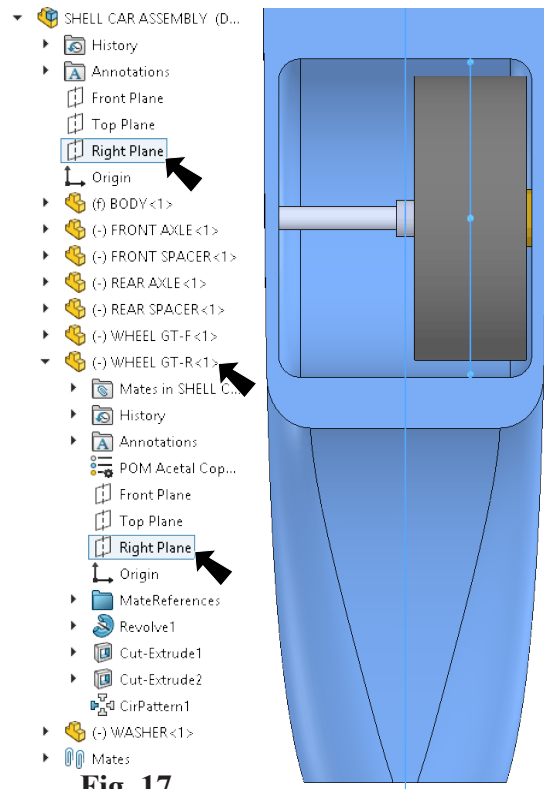 SHELL CAR ASSEMBLY (D...
History
Annotations
Front Plane
Top Plane
Right Plane
Origin
(f) BODY<1>
(-) FRONT AXLE<1>
(-) FRONT SPACER<1>
(-) REAR AXLE<1>
(-) REAR SPACER<1>
(-) WHEEL GT-F<1>
(-) WHEEL GT-R<1>
Mates in SHELL C...
History
Annotations
POM Acetal Cop...
Front Plane
Top Plane
Right Plane
Origin
MateReferences
Revolve1
Cut-Extrude1
Cut-Extrude2
CirPattern1
(-) WASHER<1>
Mates
Fig. 17